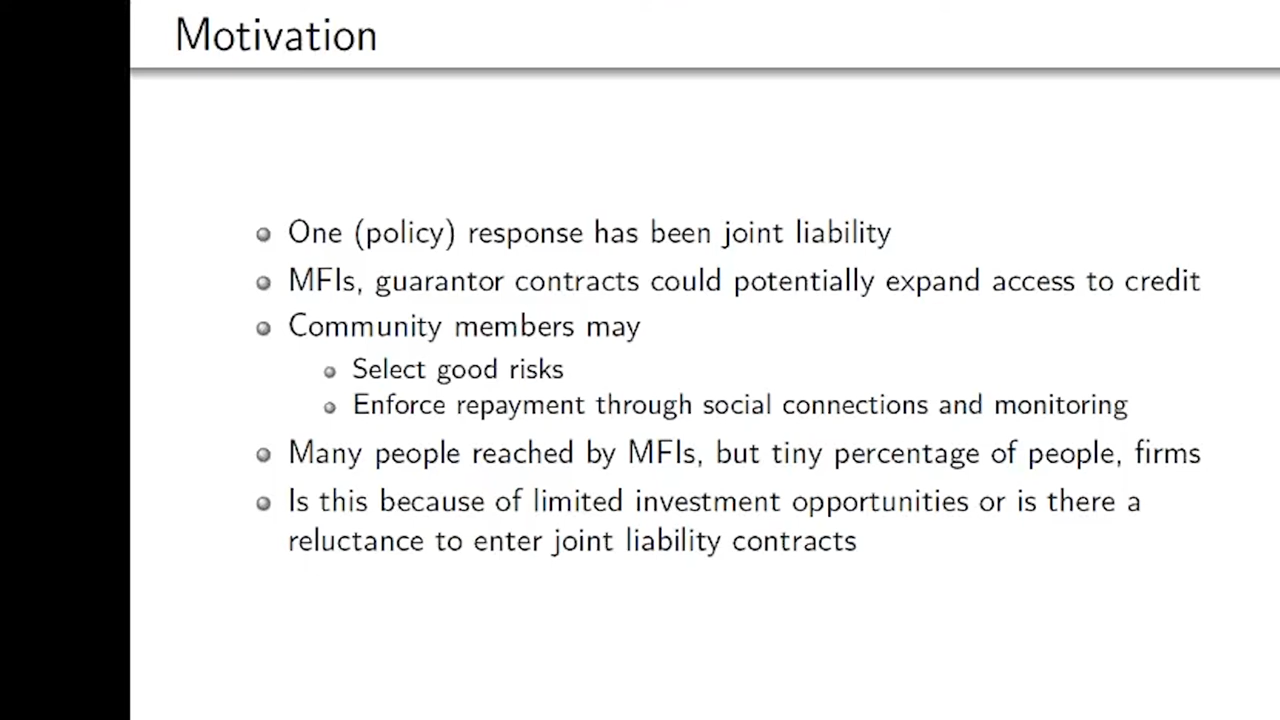 Motivation
One (policy) response has been joint liability
MFIs, guarantor contracts could potentially expand access to credit
Community members may
Select good risks
Enforce repayment through social connections and monitoring
Many people reached by MFIs, but tiny percentage of people, firms
Is this because of limited investment opportunities or is there a
reluctance to enter joint liability contracts